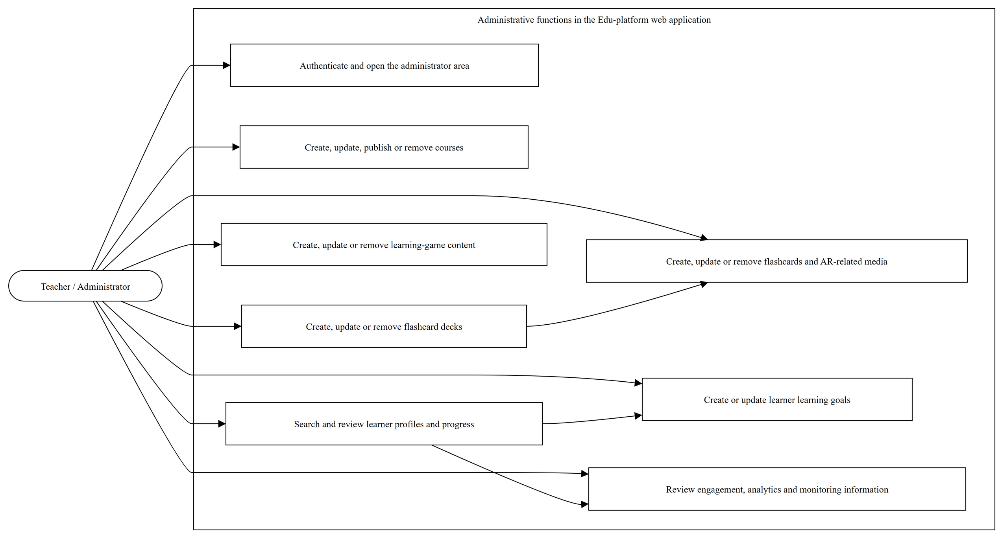 Administrative functions in the Edu-platform web application
Authenticate and open the administrator area
Create, update, publish or remove courses
Create, update or remove learning-game content
Create, update or remove flashcards and AR-related media
Teacher / Administrator
Create, update or remove flashcard decks
Create or update learner learning goals
Search and review learner profiles and progress
Review engagement, analytics and monitoring information